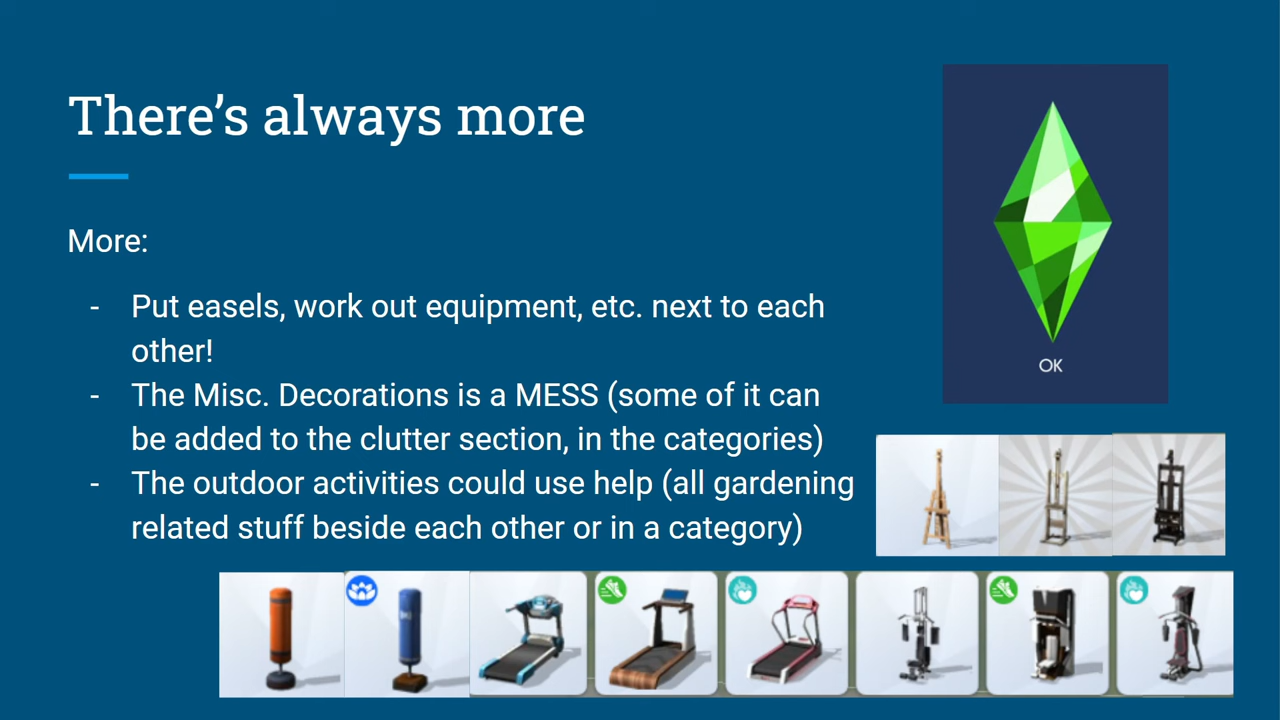 There's always more
More:
- Put easels, work out equipment, etc. next to each
other!
- The Misc. Decorations is a MESS (some of it can
be added to the clutter section, in the categories)
- The outdoor activities could use help (all gardening
related stuff beside each other or in a category)
OK